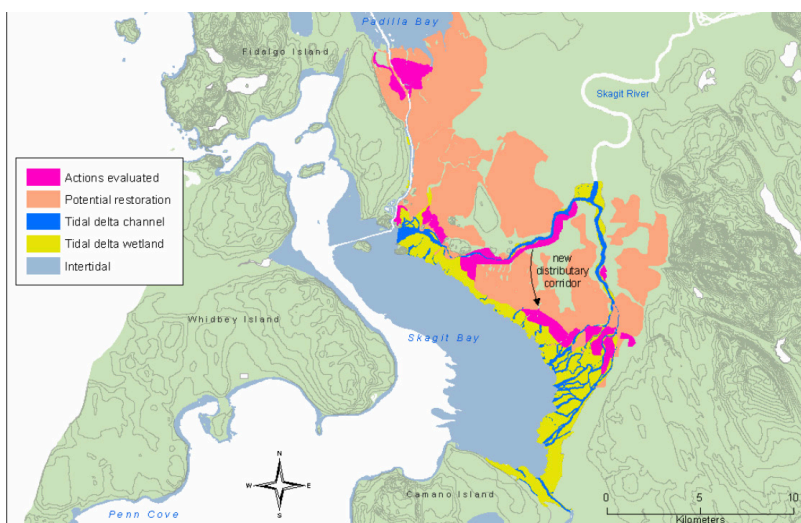 Padilla Bay
Fidalgo Island
Skagit River
Actions evaluated
Potential restoration
Tidal delta channel
Tidal delta wetland
Intertidal
new
distributary
corridor
Whidbey Island
Skagit Bay
N
W E
S
Camano Island
Penn Cove
0 5 10
Kilometers